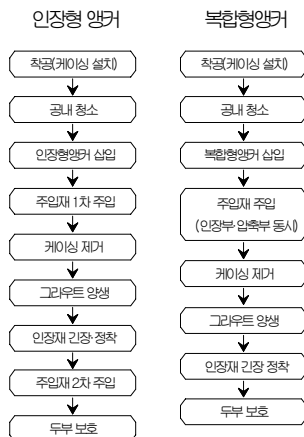 인장형 앵커
착공(케이싱 설치)
공내 청소
인장형앵커 삽입
주입재 1차 주입
케이싱 제거
그라우트 양생
인장재 긴장·정착
주입재 2차 주입
두부 보호
복합형앵커
착공(케이싱 설치)
공내 청소
복합형앵커 삽입
주입재 주입
(인장부·압축부 동시)
케이싱 제거
그라우트 양생
인장재 긴장 정착
두부 보호